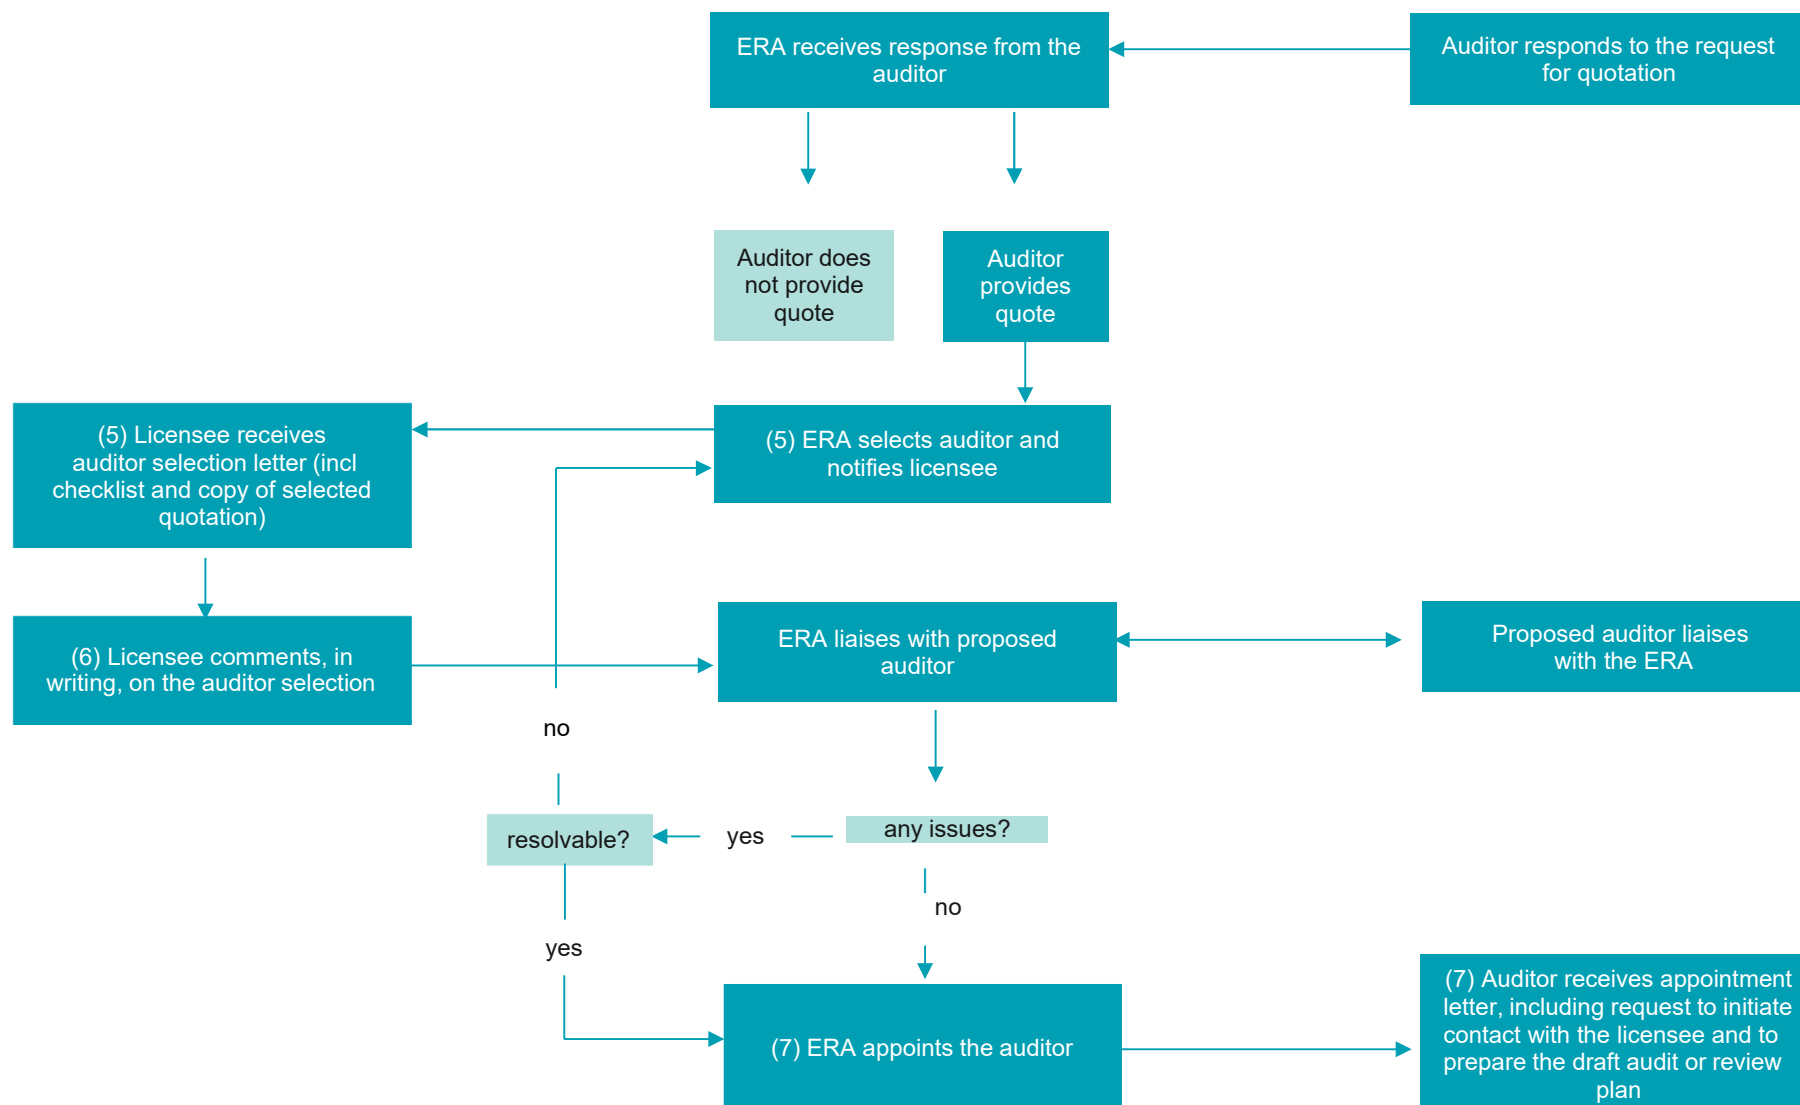 ERA receives response from the
auditor
Auditor responds to the request
for quotation
Auditor does
not provide
quote
Auditor
provides
quote
(5) Licensee receives
auditor selection letter (incl
checklist and copy of selected
quotation)
(5) ERA selects auditor and
notifies licensee
(6) Licensee comments, in
writing, on the auditor selection
ERA liaises with proposed
auditor
Proposed auditor liaises
with the ERA
no
resolvable?
yes
any issues?
no
yes
(7) ERA appoints the auditor
(7) Auditor receives appointment
letter, including request to initiate
contact with the licensee and to
prepare the draft audit or review
plan